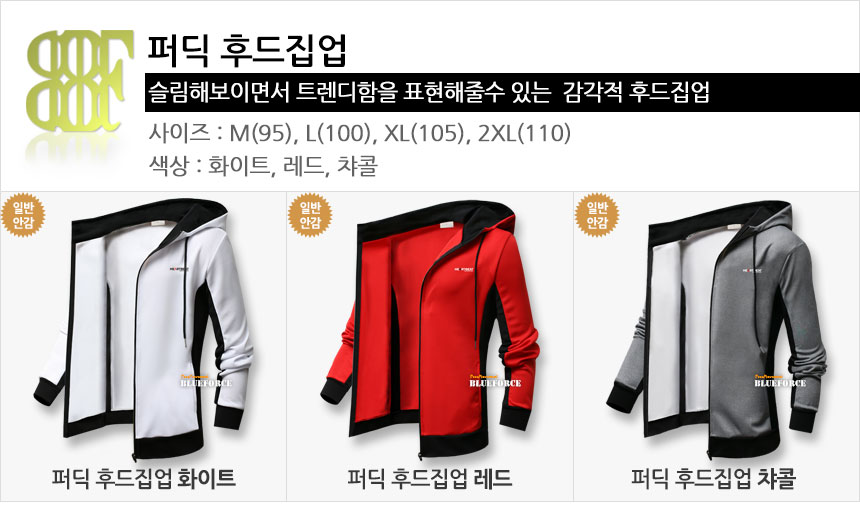 퍼딕 후드집업
슬림해보이면서 트렌디함을 표현해줄수 있는 감각적 후드집업
사이즈 : M(95), L(100), XL(105), 2XL(110)
색상 : 화이트, 레드, 챠콜
일반
안감
일반
안감
일반
안감
BLUEFORCE
BLUEFORCE
BLUEFORCE
퍼딕 후드집업 화이트
퍼딕 후드집업 레드
퍼딕 후드집업 챠콜